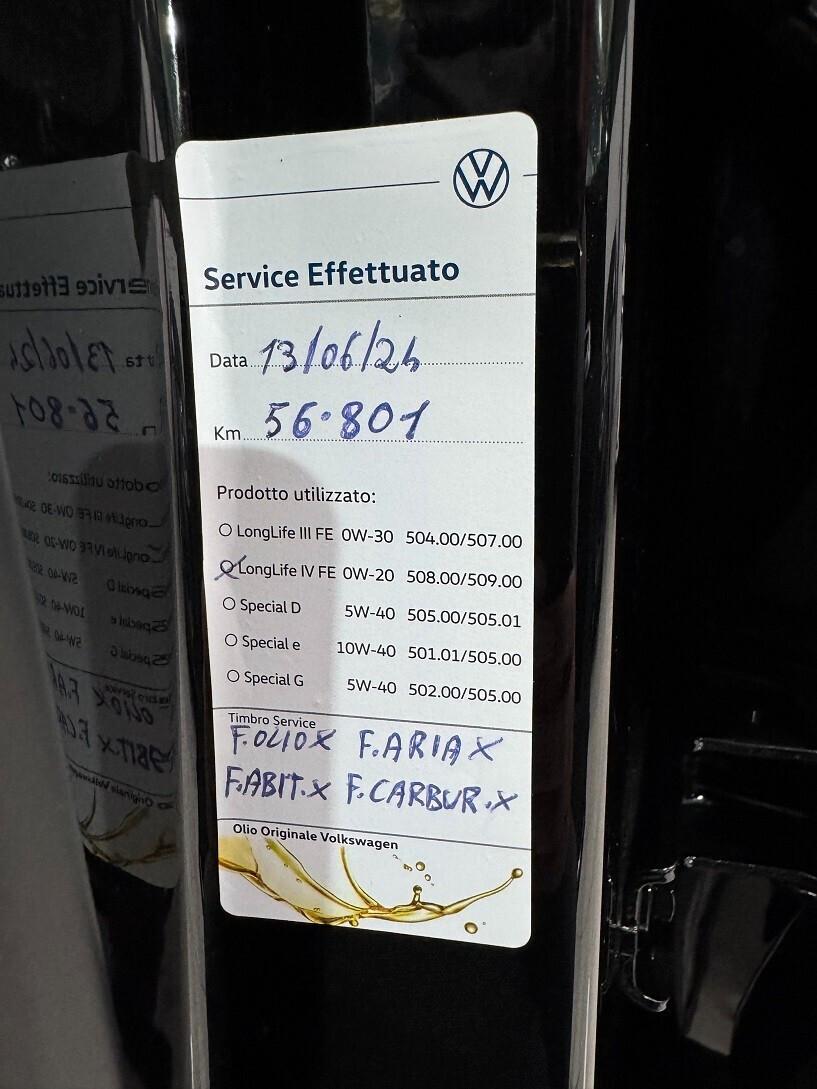 Service Effettuato
Data 13/06/24
Km 56.801
Prodotto utilizzato:
LongLife III FE 0W-30 504.00/507.00
LongLife IV FE 0W-20 508.00/509.00
Special D 5W-40 505.00/505.01
Special e 10W-40 501.01/505.00
Special G 5W-40 502.00/505.00
Timbro Service
F.OLIO X F.ARIA X
F.ABIT. X F.CARBUR. X
Olio Originale Volkswagen